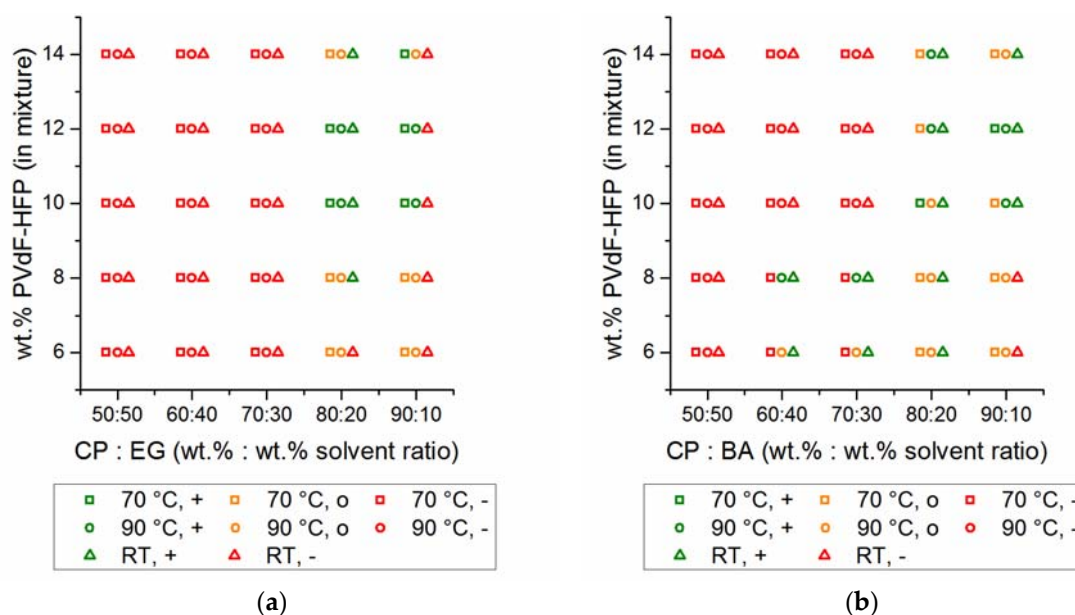 wt.% PVdF-HFP (in mixture)
14
12
10
8
6
50:50 60:40 70:30 80:20 90:10
CP : EG (wt.% : wt.% solvent ratio)
70 °C, + 70 °C, o 70 °C, -
90 °C, + 90 °C, o 90 °C, -
RT, + RT, -
(a)
wt.% PVdF-HFP (in mixture)
14
12
10
8
6
50:50 60:40 70:30 80:20 90:10
CP : BA (wt.% : wt.% solvent ratio)
70 °C, + 70 °C, o 70 °C, -
90 °C, + 90 °C, o 90 °C, -
RT, + RT, -
(b)